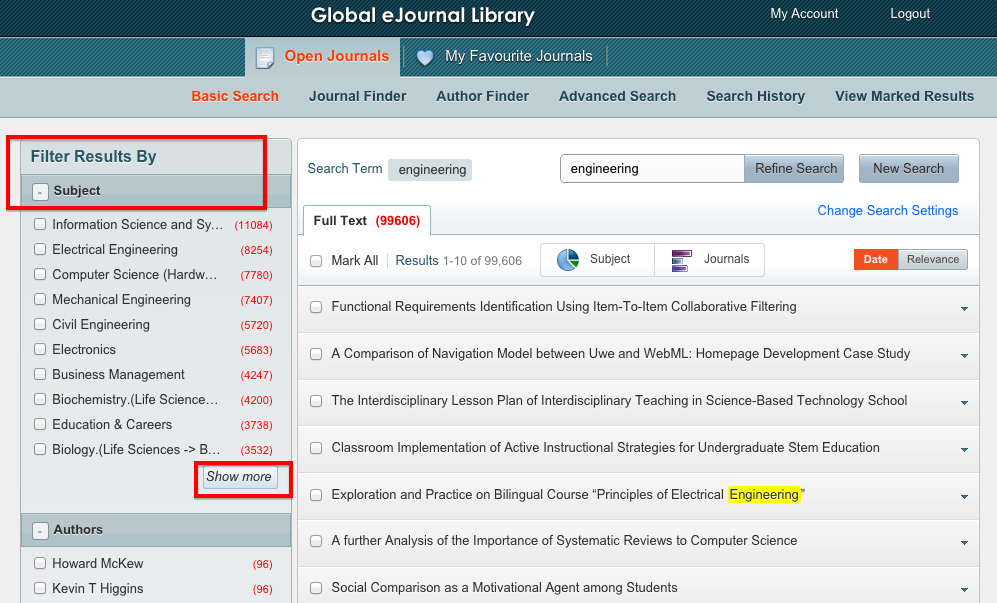 Global eJournal Library
My Account
Logout
Open Journals
My Favourite Journals
Basic Search
Journal Finder
Author Finder
Advanced Search
Search History
View Marked Results
Filter Results By
- Subject
Information Science and Sy... (11084)
Electrical Engineering (8254)
Computer Science (Hardw... (7780)
Mechanical Engineering (7407)
Civil Engineering (5720)
Electronics (5683)
Business Management (4247)
Biochemistry.(Life Science... (4200)
Education & Careers (3738)
Biology.(Life Sciences -> B... (3532)
Show more
- Authors
Howard McKew (96)
Kevin T Higgins (96)
Search Term engineering
engineering
Refine Search
New Search
Change Search Settings
Full Text (99606)
Mark All
Results 1-10 of 99,606
Subject
Journals
Date
Relevance
Functional Requirements Identification Using Item-To-Item Collaborative Filtering
A Comparison of Navigation Model between Uwe and WebML: Homepage Development Case Study
The Interdisciplinary Lesson Plan of Interdisciplinary Teaching in Science-Based Technology School
Classroom Implementation of Active Instructional Strategies for Undergraduate Stem Education
Exploration and Practice on Bilingual Course “Principles of Electrical Engineering”
A further Analysis of the Importance of Systematic Reviews to Computer Science
Social Comparison as a Motivational Agent among Students